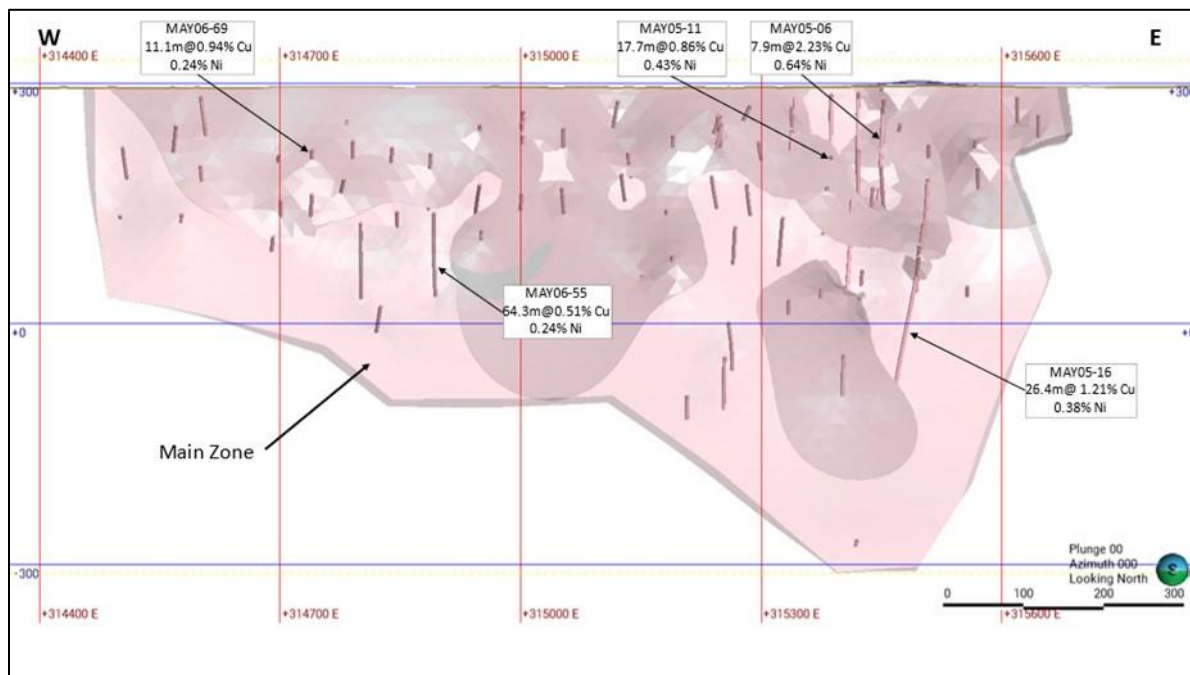 W
E
MAY06-69
11.1m@0.94% Cu
0.24% Ni
MAY05-11
17.7m@0.86% Cu
0.43% Ni
MAY05-06
7.9m@2.23% Cu
0.64% Ni
+314400 E
+314700 E
+315000 E
+315300 E
+315600 E
+300
+300
MAY06-55
64.3m@0.51% Cu
0.24% Ni
+0
MAY05-16
26.4m@ 1.21% Cu
0.38% Ni
Main Zone
-300
Plunge 00
Azimuth 000
Looking North
S
0 100 200 300
+314400 E
+314700 E
+315000 E
+315300 E
+315600 E